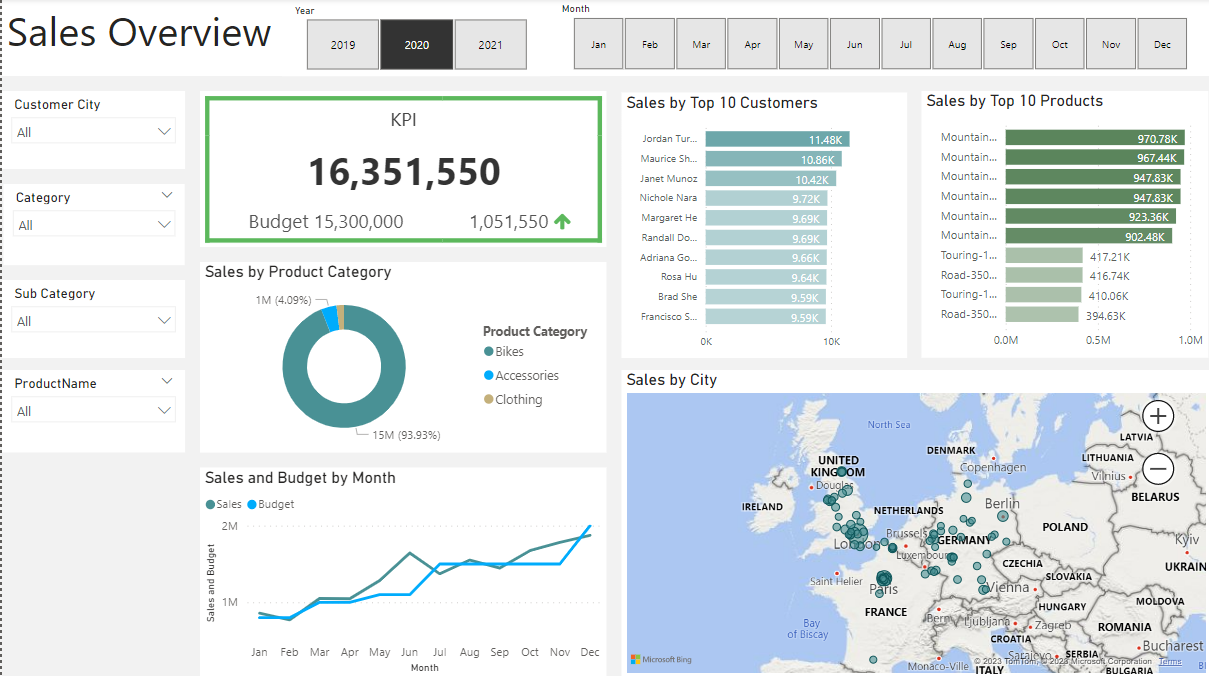 Sales Overview
Year
2019
2020
2021
Month
Jan
Feb
Mar
Apr
May
Jun
Jul
Aug
Sep
Oct
Nov
Dec
Customer City
All
Category
All
Sub Category
All
ProductName
All
KPI
16,351,550
Budget 15,300,000
1,051,550
Sales by Product Category
1M (4.09%)
15M (93.93%)
Product Category
Bikes
Accessories
Clothing
Sales and Budget by Month
Sales
Budget
2M
1M
Sales and Budget
Jan
Feb
Mar
Apr
May
Jun
Jul
Aug
Sep
Oct
Nov
Dec
Month
Sales by Top 10 Customers
Jordan Tur... 11.48K
Maurice Sh... 10.86K
Janet Munoz 10.42K
Nichole Nara 9.72K
Margaret He 9.69K
Randall Do... 9.69K
Adriana Go... 9.66K
Rosa Hu 9.64K
Brad She 9.59K
Francisco S... 9.59K
0K
10K
Sales by Top 10 Products
Mountain... 970.78K
Mountain... 967.44K
Mountain... 947.83K
Mountain... 947.83K
Mountain... 923.36K
Mountain... 902.48K
Touring-1... 417.21K
Road-350... 416.74K
Touring-1... 410.06K
Road-350... 394.63K
0.0M
0.5M
1.0M
Sales by City
North Sea
DENMARK
Copenhagen
LATVIA
LITHUANIA
Vilnius
BELARUS
UNITED
KINGDOM
Douglas
IRELAND
NETHERLANDS
Berlin
POLAND
London
Brussels
GERMANY
Luxembourg
Kyiv
CZECHIA
UKRAIN
SLOVAKIA
Saint Helier
Paris
Vienna
FRANCE
Bern
HUNGARY
MOLDOVA
Ljubljana
Zagreb
ROMANIA
CROATIA
Bay
of Biscay
Bucharest
Sarajevo
SERBIA
Monaco-Ville
ITALY
BULGARIA
Microsoft Bing
© 2023 TomTom, © 2023 Microsoft Corporation Terms